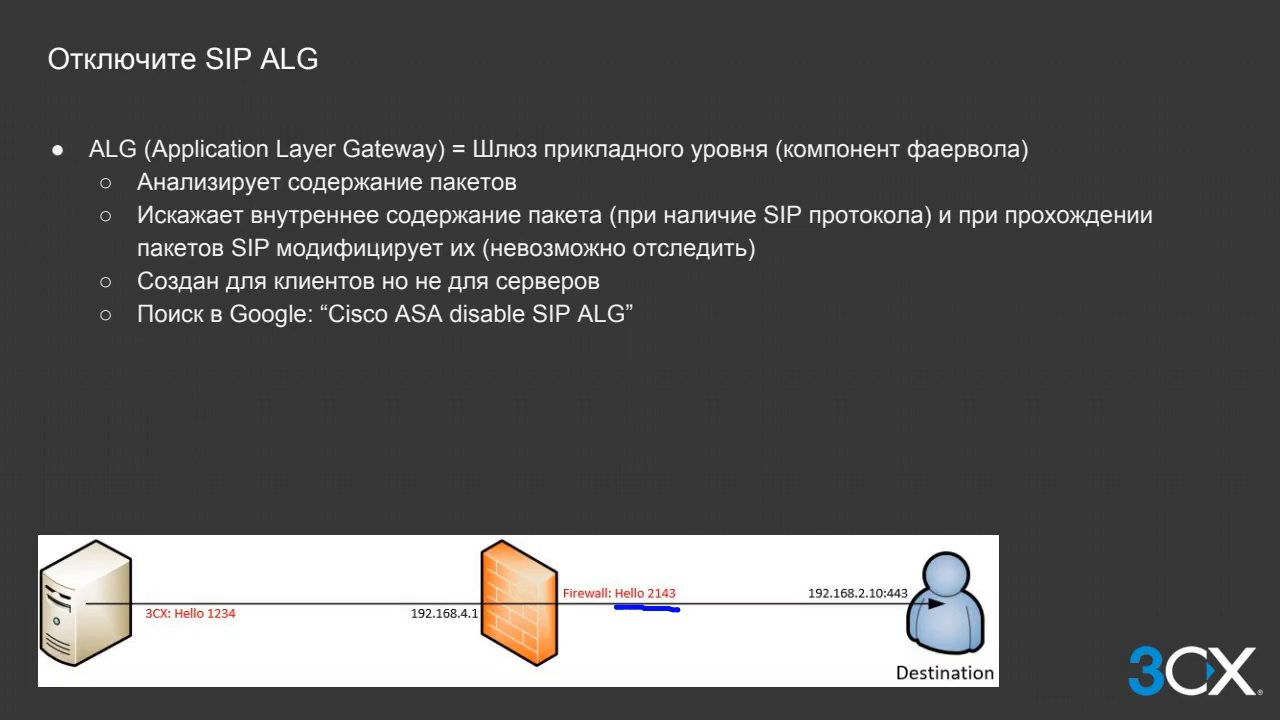 Отключите SIP ALG
● ALG (Application Layer Gateway) = Шлюз прикладного уровня (компонент фаервола)
○ Анализирует содержание пакетов
○ Искажает внутреннее содержание пакета (при наличие SIP протокола) и при прохождении
пакетов SIP модифицирует их (невозможно отследить)
○ Создан для клиентов но не для серверов
○ Поиск в Google: “Cisco ASA disable SIP ALG”
3CX: Hello 1234
192.168.4.1
Firewall: Hello 2143
192.168.2.10:443
Destination
3CX®